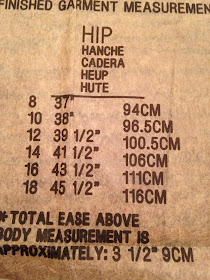 FINISHED GARMENT MEASUREMEN
HIP
HANCHE
CADERA
HEUP
HUTE
8 37" 94CM
10 38" 96.5CM
12 39 1/2" 100.5CM
14 41 1/2" 106CM
16 43 1/2" 111CM
18 45 1/2" 116CM
*TOTAL EASE ABOVE
BODY MEASUREMENT IS
APPROXIMATELY: 3 1/2" 9CM